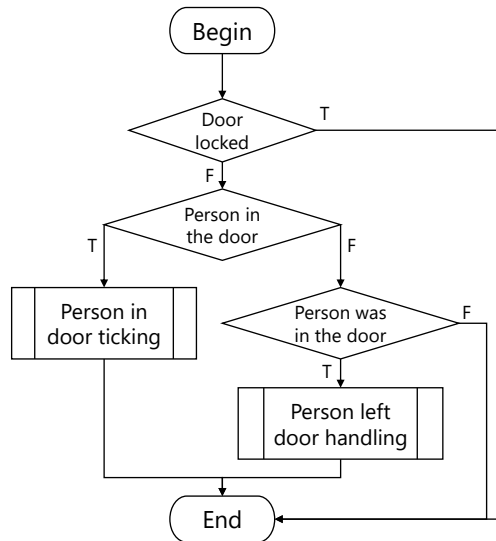 Begin
Door
locked
T
F
Person in
the door
T
F
Person in
door ticking
Person was
in the door
F
T
Person left
door handling
End